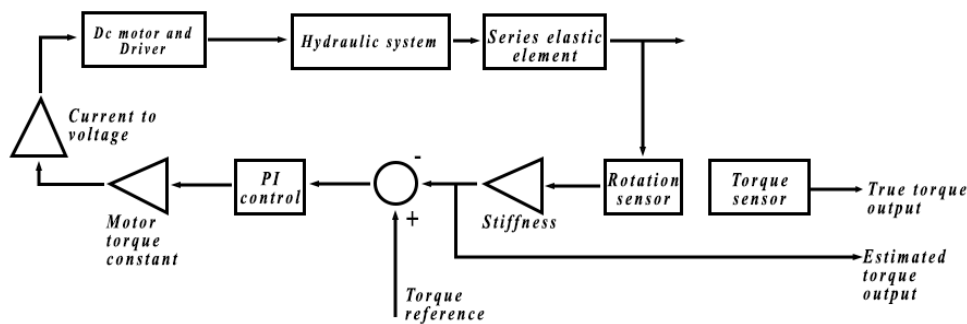 Dc motor and
Driver
Hydraulic system
Series elastic
element
Current to
voltage
-
+
PI
control
Rotation
sensor
Torque
sensor
True torque
output
Motor
torque
constant
Stiffness
Estimated
torque
output
Torque
reference